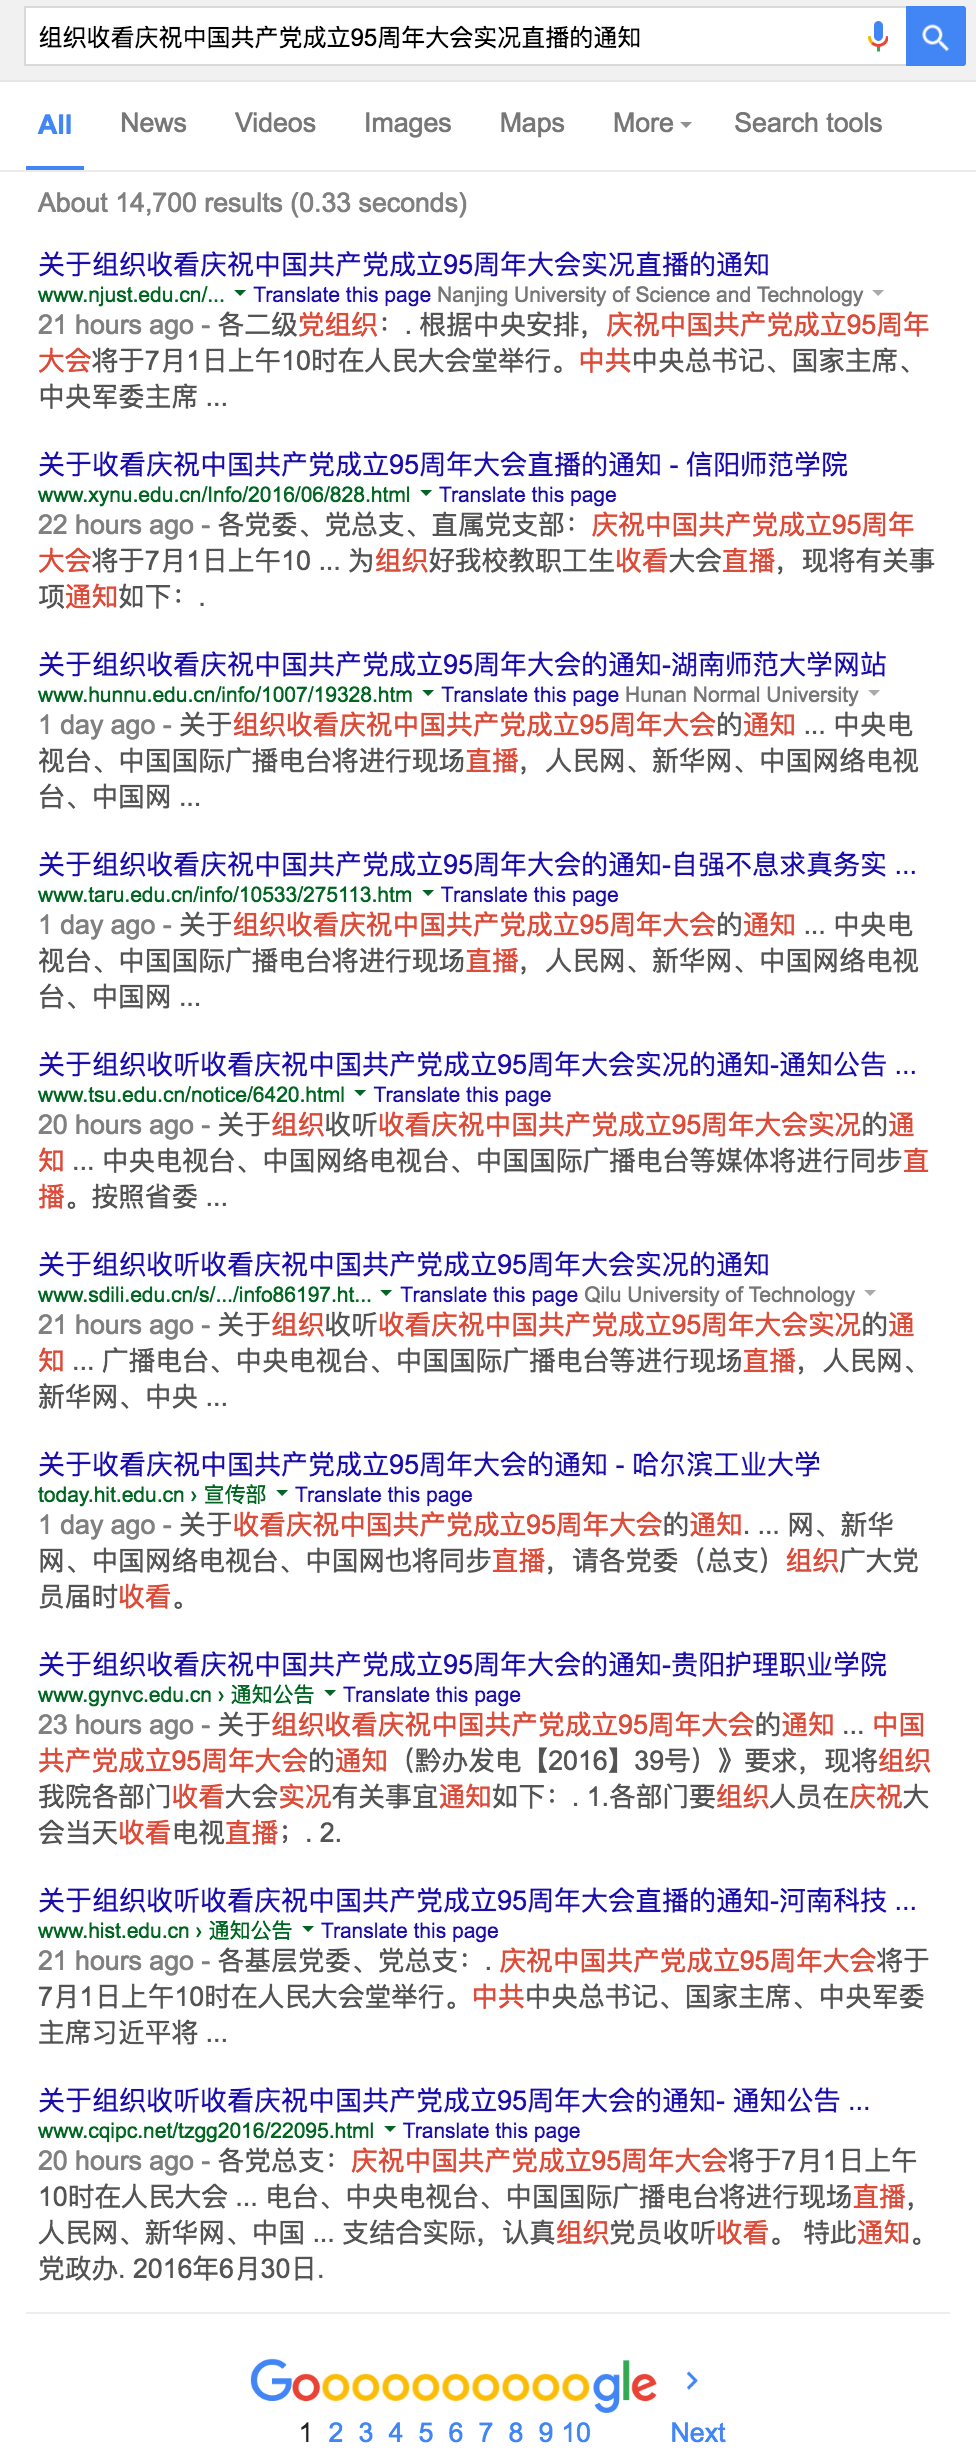 组织收看庆祝中国共产党成立95周年大会实况直播的通知
All News Videos Images Maps More Search tools
About 14,700 results (0.33 seconds)
关于组织收看庆祝中国共产党成立95周年大会实况直播的通知
www.njust.edu.cn/... Translate this page Nanjing University of Science and Technology
21 hours ago - 各二级党组织：. 根据中央安排，庆祝中国共产党成立95周年
大会将于7月1日上午10时在人民大会堂举行。中共中央总书记、国家主席、
中央军委主席 ...
关于收看庆祝中国共产党成立95周年大会直播的通知 - 信阳师范学院
www.xynu.edu.cn/Info/2016/06/828.html Translate this page
22 hours ago - 各党委、党总支、直属党支部：庆祝中国共产党成立95周年
大会将于7月1日上午10 ... 为组织好我校教职工生收看大会直播，现将有关事
项通知如下：.
关于组织收看庆祝中国共产党成立95周年大会的通知-湖南师范大学网站
www.hunnu.edu.cn/info/1007/19328.htm Translate this page Hunan Normal University
1 day ago - 关于组织收看庆祝中国共产党成立95周年大会的通知 ... 中央电
视台、中国国际广播电台将进行现场直播，人民网、新华网、中国网络电视
台、中国网 ...
关于组织收看庆祝中国共产党成立95周年大会的通知-自强不息求真务实 ...
www.taru.edu.cn/info/10533/275113.htm Translate this page
1 day ago - 关于组织收看庆祝中国共产党成立95周年大会的通知 ... 中央电
视台、中国国际广播电台将进行现场直播，人民网、新华网、中国网络电视
台、中国网 ...
关于组织收听收看庆祝中国共产党成立95周年大会实况的通知-通知公告 ...
www.tsu.edu.cn/notice/6420.html Translate this page
20 hours ago - 关于组织收听收看庆祝中国共产党成立95周年大会实况的通
知 ... 中央电视台、中国网络电视台、中国国际广播电台等媒体将进行同步直
播。按照省委 ...
关于组织收听收看庆祝中国共产党成立95周年大会实况的通知
www.sdili.edu.cn/s/.../info86197.ht... Translate this page Qilu University of Technology
21 hours ago - 关于组织收听收看庆祝中国共产党成立95周年大会实况的通
知 ... 广播电台、中央电视台、中国国际广播电台等进行现场直播，人民网、
新华网、中央 ...
关于收看庆祝中国共产党成立95周年大会的通知 - 哈尔滨工业大学
today.hit.edu.cn › 宣传部 Translate this page
1 day ago - 关于收看庆祝中国共产党成立95周年大会的通知. ... 网、新华
网、中国网络电视台、中国网也将同步直播，请各党委（总支）组织广大党
员届时收看。
关于组织收看庆祝中国共产党成立95周年大会的通知-贵阳护理职业学院
www.gynvc.edu.cn › 通知公告 Translate this page
23 hours ago - 关于组织收看庆祝中国共产党成立95周年大会的通知 ... 中国
共产党成立95周年大会的通知（黔办发电【2016】39号）》要求，现将组织
我院各部门收看大会实况有关事宜通知如下：. 1.各部门要组织人员在庆祝大
会当天收看电视直播；. 2.
关于组织收听收看庆祝中国共产党成立95周年大会直播的通知-河南科技 ...
www.hist.edu.cn › 通知公告 Translate this page
21 hours ago - 各基层党委、党总支：. 庆祝中国共产党成立95周年大会将于
7月1日上午10时在人民大会堂举行。中共中央总书记、国家主席、中央军委
主席习近平将 ...
关于组织收听收看庆祝中国共产党成立95周年大会的通知- 通知公告 ...
www.cqipc.net/tzgg2016/22095.html Translate this page
20 hours ago - 各党总支：庆祝中国共产党成立95周年大会将于7月1日上午
10时在人民大会 ... 电台、中央电视台、中国国际广播电台将进行现场直播，
人民网、新华网、中国 ... 支结合实际，认真组织党员收听收看。 特此通知。
党政办. 2016年6月30日.
Goooooooooogle
1 2 3 4 5 6 7 8 9 10 Next